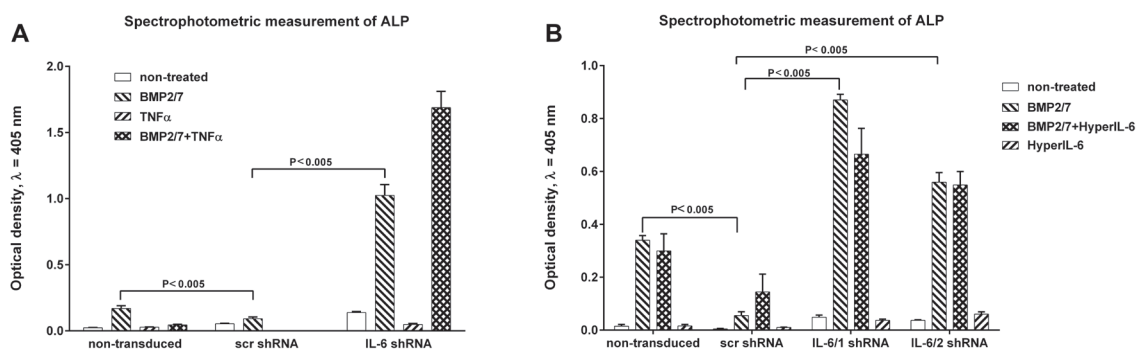 A
Spectrophotometric measurement of ALP
Optical density, λ = 405 nm
2.0
1.5
1.0
0.5
0.0
non-treated
BMP2/7
TNFα
BMP2/7+TNFα
P< 0.005
P< 0.005
non-transduced
scr shRNA
IL-6 shRNA
B
Spectrophotometric measurement of ALP
Optical density, λ = 405 nm
1.0
0.8
0.6
0.4
0.2
0.0
P< 0.005
P< 0.005
P< 0.005
non-treated
BMP2/7
BMP2/7+HyperIL-6
HyperIL-6
non-transduced
scr shRNA
IL-6/1 shRNA
IL-6/2 shRNA